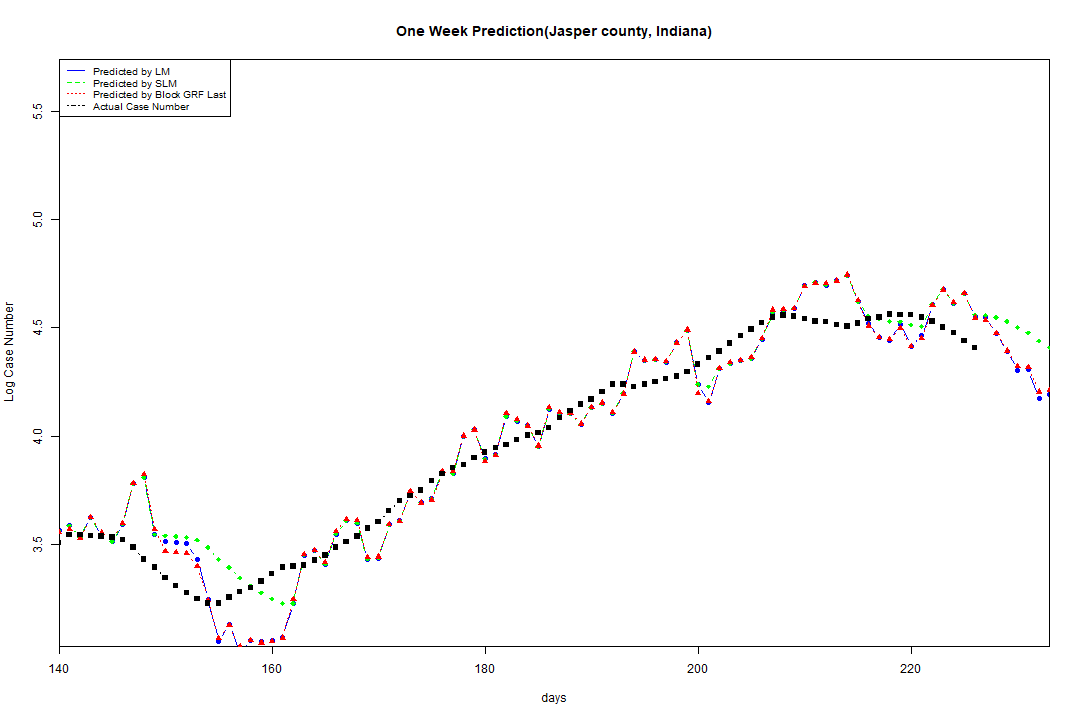 One Week Prediction(Jasper county, Indiana)
Predicted by LM
Predicted by SLM
Predicted by Block GRF Last
Actual Case Number
5.5
5.0
4.5
4.0
3.5
Log Case Number
140
160
180
200
220
days